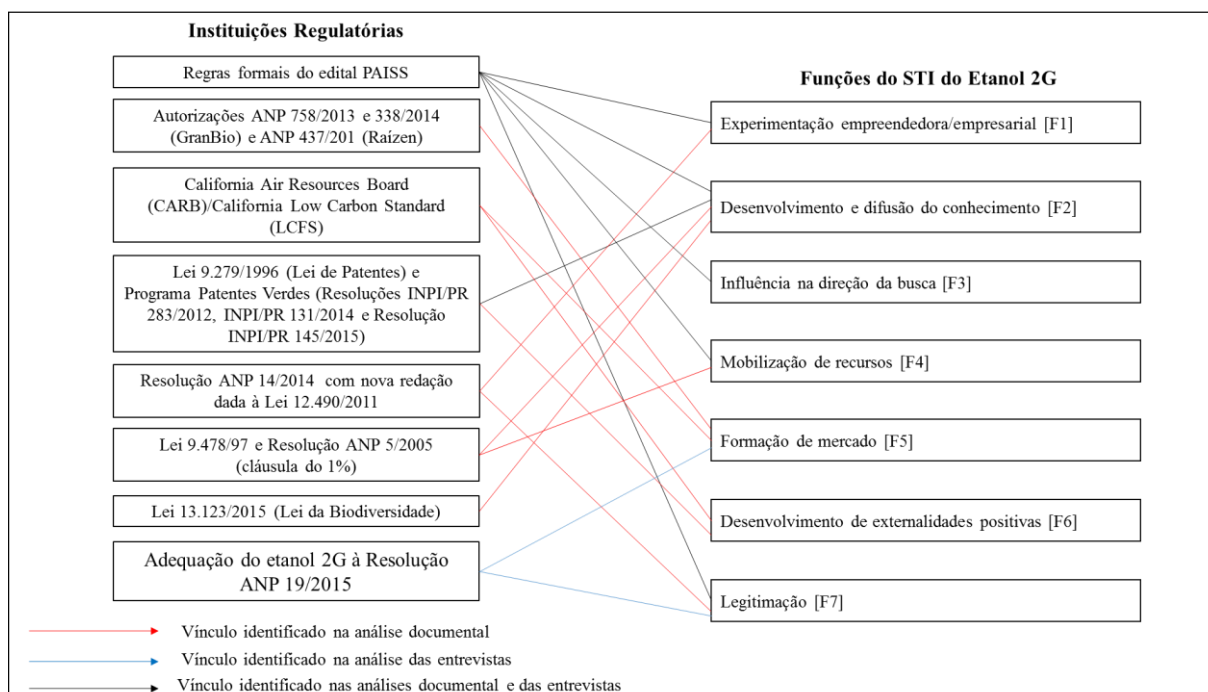 Instituições Regulatórias
Regras formais do edital PAISS
Autorizações ANP 758/2013 e 338/2014
(GranBio) e ANP 437/201 (Raízen)
California Air Resources Board
(CARB)/California Low Carbon Standard
(LCFS)
Lei 9.279/1996 (Lei de Patentes) e
Programa Patentes Verdes (Resoluções INPI/PR
283/2012, INPI/PR 131/2014 e Resolução
INPI/PR 145/2015)
Resolução ANP 14/2014 com nova redação
dada à Lei 12.490/2011
Lei 9.478/97 e Resolução ANP 5/2005
(cláusula do 1%)
Lei 13.123/2015 (Lei da Biodiversidade)
Adequação do etanol 2G à Resolução
ANP 19/2015
Funções do STI do Etanol 2G
Experimentação empreendedora/empresarial [F1]
Desenvolvimento e difusão do conhecimento [F2]
Influência na direção da busca [F3]
Mobilização de recursos [F4]
Formação de mercado [F5]
Desenvolvimento de externalidades positivas [F6]
Legitimação [F7]
Vínculo identificado na análise documental
Vínculo identificado na análise das entrevistas
Vínculo identificado nas análises documental e das entrevistas